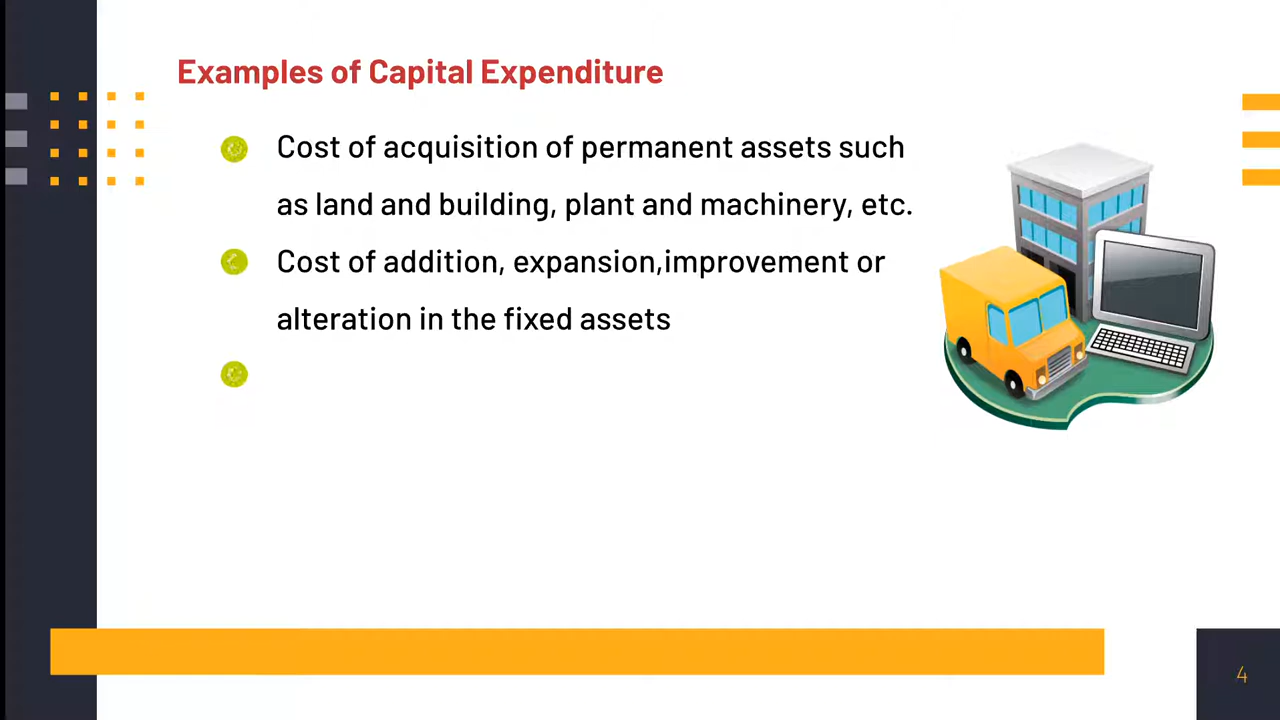 Examples of Capital Expenditure
Cost of acquisition of permanent assets such
as land and building, plant and machinery, etc.
Cost of addition, expansion,improvement or
alteration in the fixed assets
4